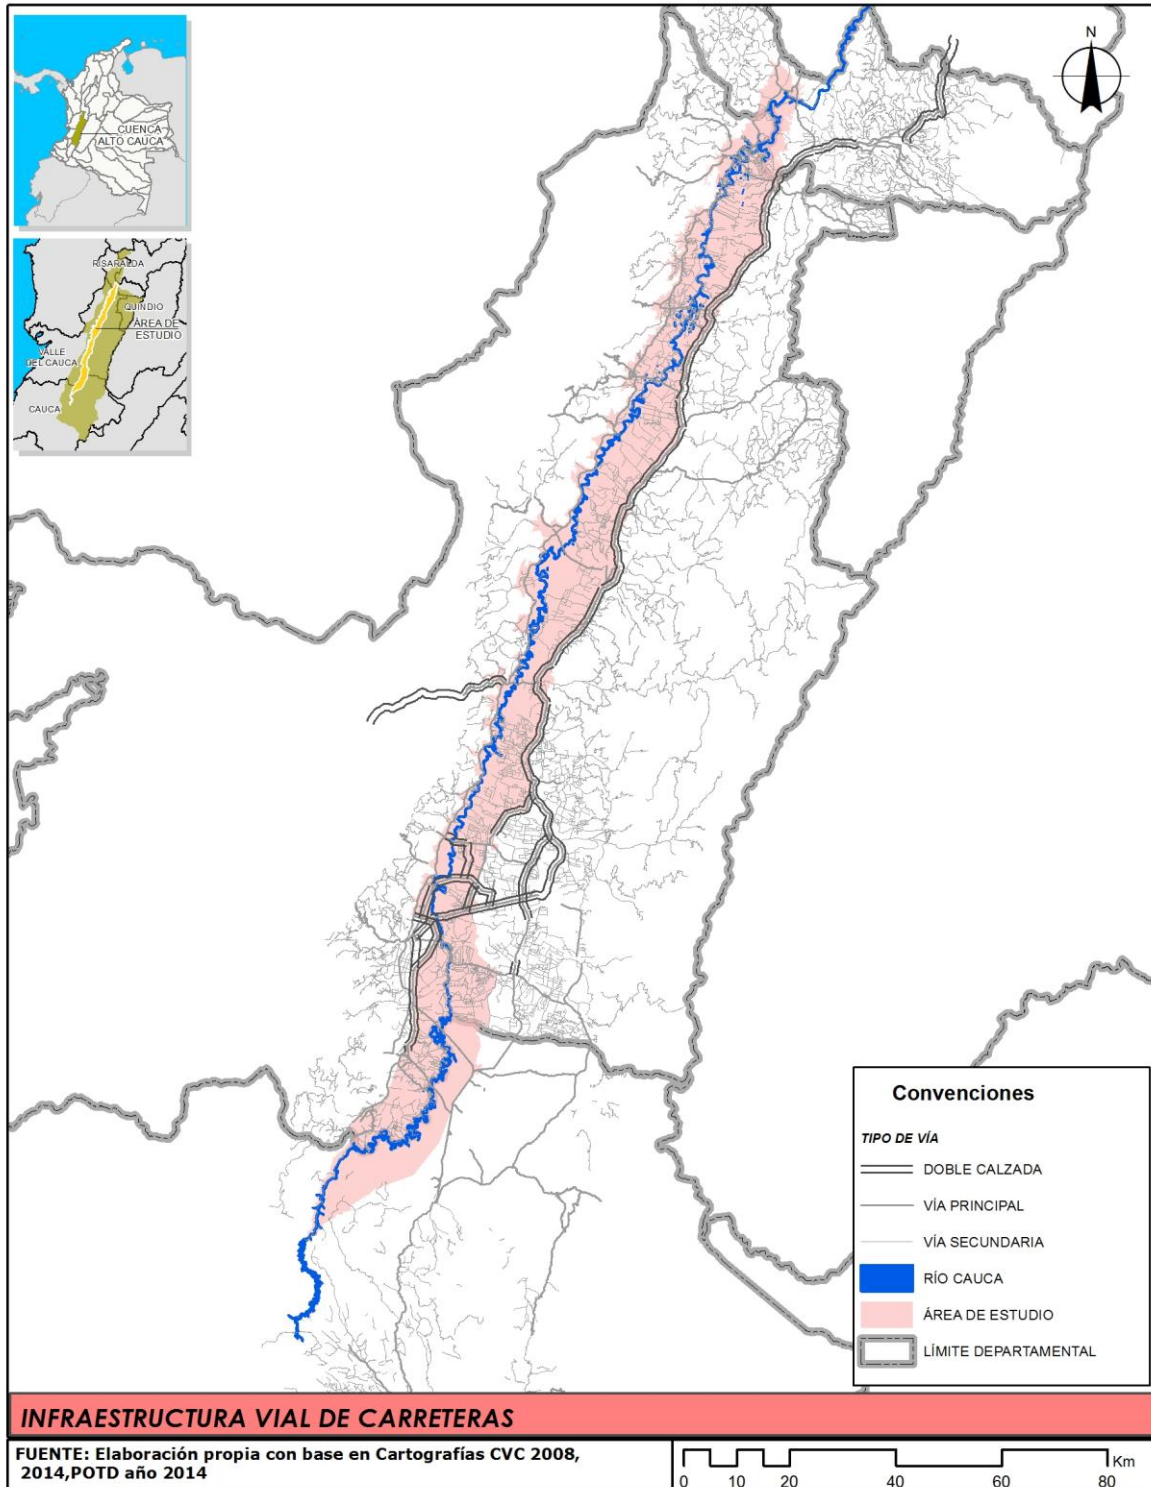 CUENCA
ALTO CAUCA
RISARALDA
QUINDIO
ÁREA DE
ESTUDIO
VALLE
DEL CAUCA
CAUCA
N
Convenciones
TIPO DE VÍA
DOBLE CALZADA
VÍA PRINCIPAL
VÍA SECUNDARIA
RÍO CAUCA
ÁREA DE ESTUDIO
LÍMITE DEPARTAMENTAL
INFRAESTRUCTURA VIAL DE CARRETERAS
FUENTE: Elaboración propia con base en Cartografías CVC 2008,
2014,POTD año 2014
Km
0 10 20 40 60 80